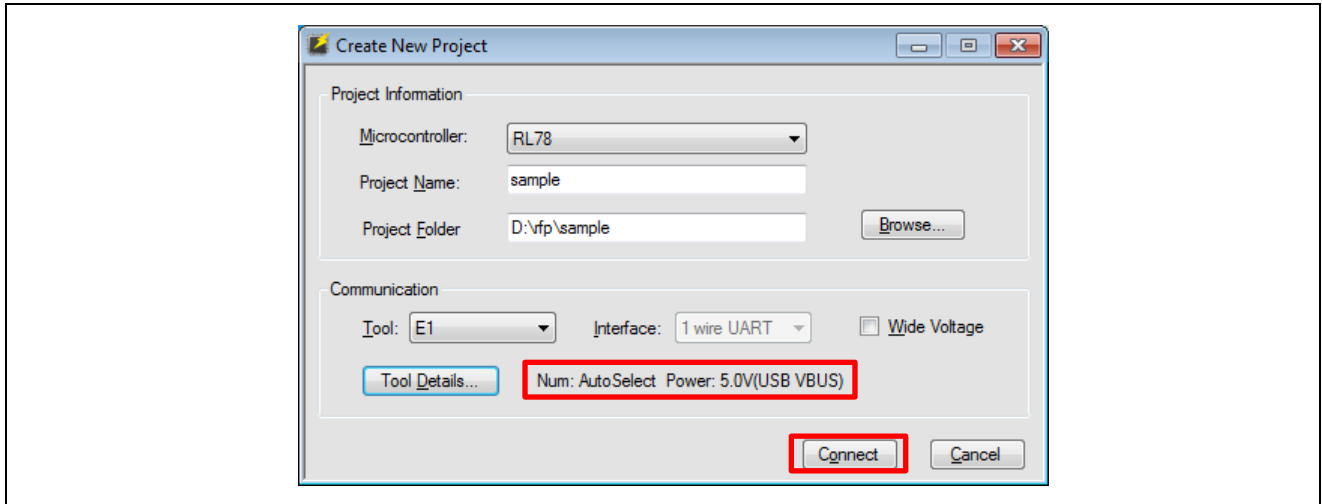 Create New Project
Project Information
Microcontroller: RL78
Project Name: sample
Project Folder D:\rfp\sample Browse...
Communication
Tool: E1 Interface: 1 wire UART Wide Voltage
Tool Details... Num: AutoSelect Power: 5.0V(USB VBUS)
Connect Cancel